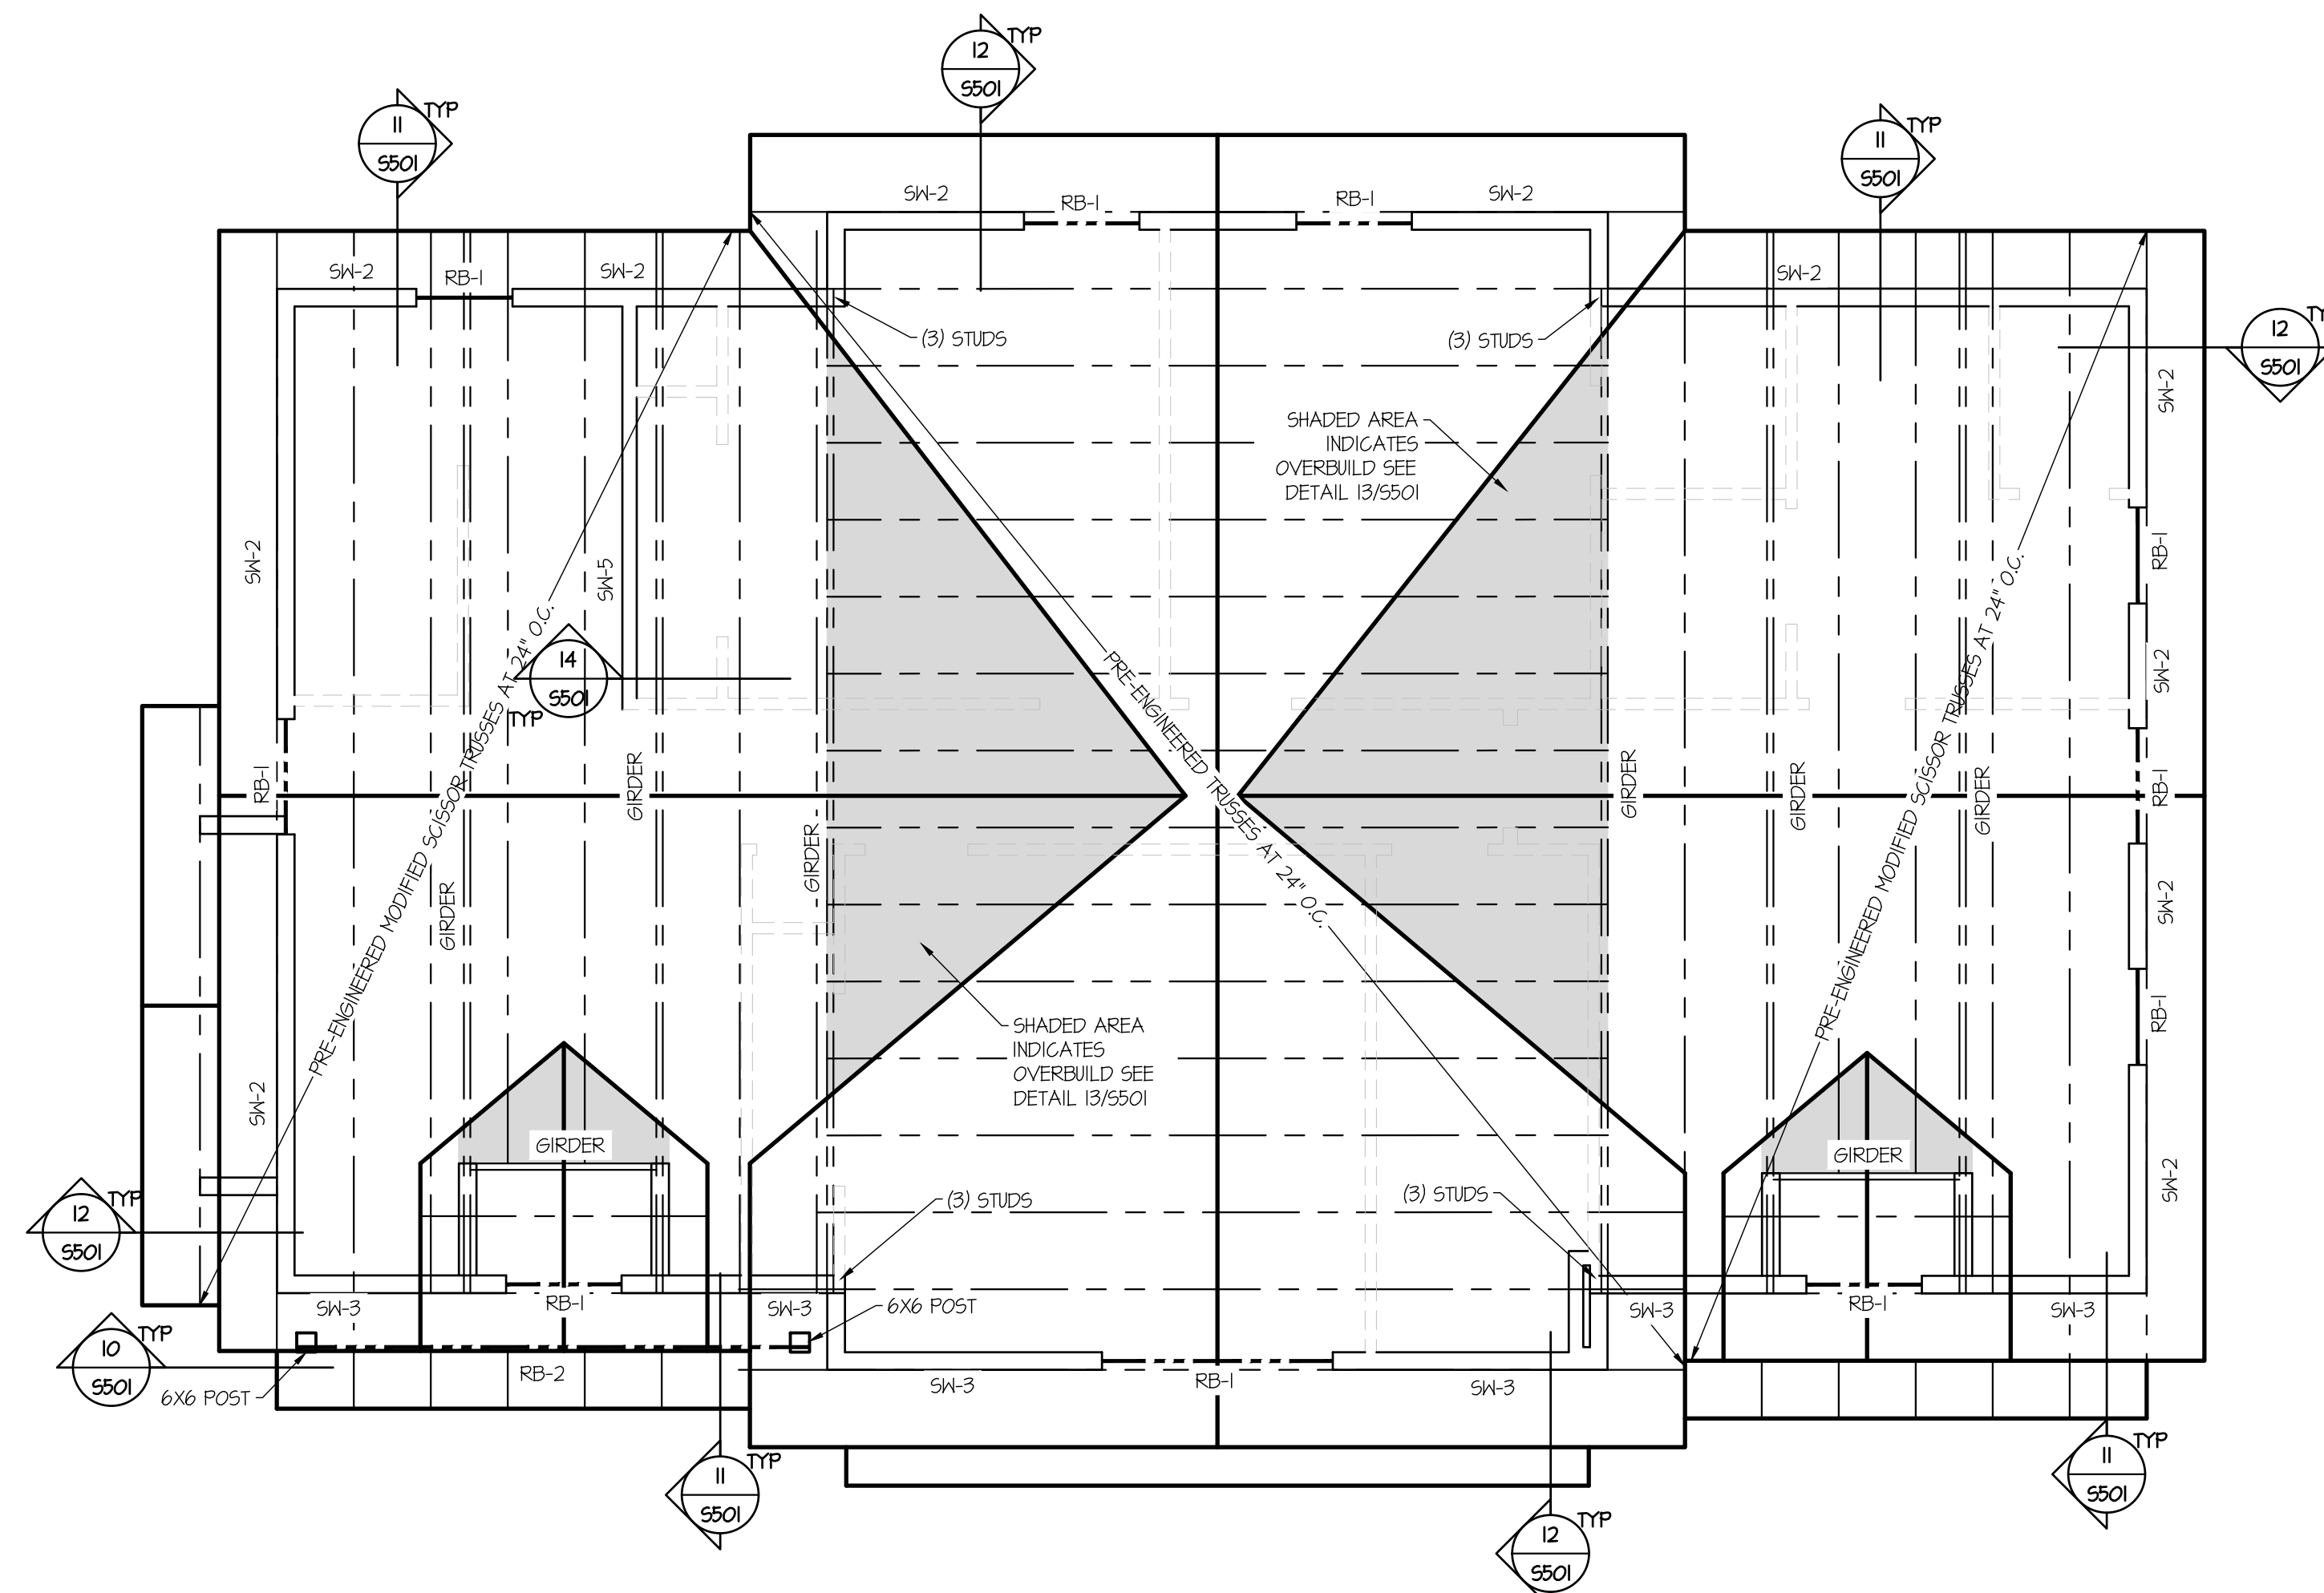 12
S501
TYP
11
S501
TYP
11
S501
TYP
SW-2
RB-1
RB-1
SW-2
SW-2
RB-1
SW-2
SW-2
(3) STUDS
(3) STUDS
12
S501
SW-2
SHADED AREA
INDICATES
OVERBUILD SEE
DETAIL 13/S501
SW-2
SW-5
RB-1
14
S501
TYP
SW-2
PRE-ENGINEERED MODIFIED SCISSOR TRUSSES AT 24" O.C.
PRE-ENGINEERED TRUSSES AT 24" O.C.
PRE-ENGINEERED MODIFIED SCISSOR TRUSSES AT 24" O.C.
RB-1
GIRDER
GIRDER
GIRDER
GIRDER
RB-1
GIRDER
GIRDER
SW-2
SHADED AREA
INDICATES
OVERBUILD SEE
DETAIL 13/S501
RB-1
SW-2
GIRDER
GIRDER
SW-2
12
S501
TYP
(3) STUDS
(3) STUDS
SW-3
RB-1
SW-3
6X6 POST
SW-3
RB-1
SW-3
10
S501
TYP
6X6 POST
RB-2
SW-3
RB-1
SW-3
11
S501
TYP
12
S501
TYP
11
S501
TYP